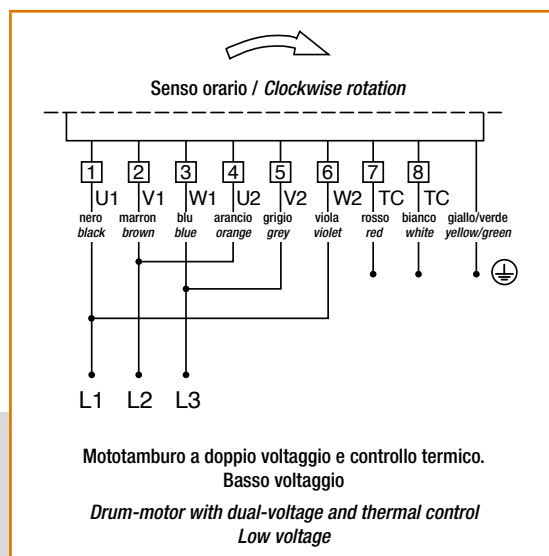 Senso orario / Clockwise rotation
1 2 3 4 5 6 7 8
U1 V1 W1 U2 V2 W2 TC TC
nero marron blu arancio grigio viola rosso bianco giallo/verde
black brown blue orange grey violet red white yellow/green
L1 L2 L3
Mototamburo a doppio voltaggio e controllo termico.
Basso voltaggio
Drum-motor with dual-voltage and thermal control
Low voltage